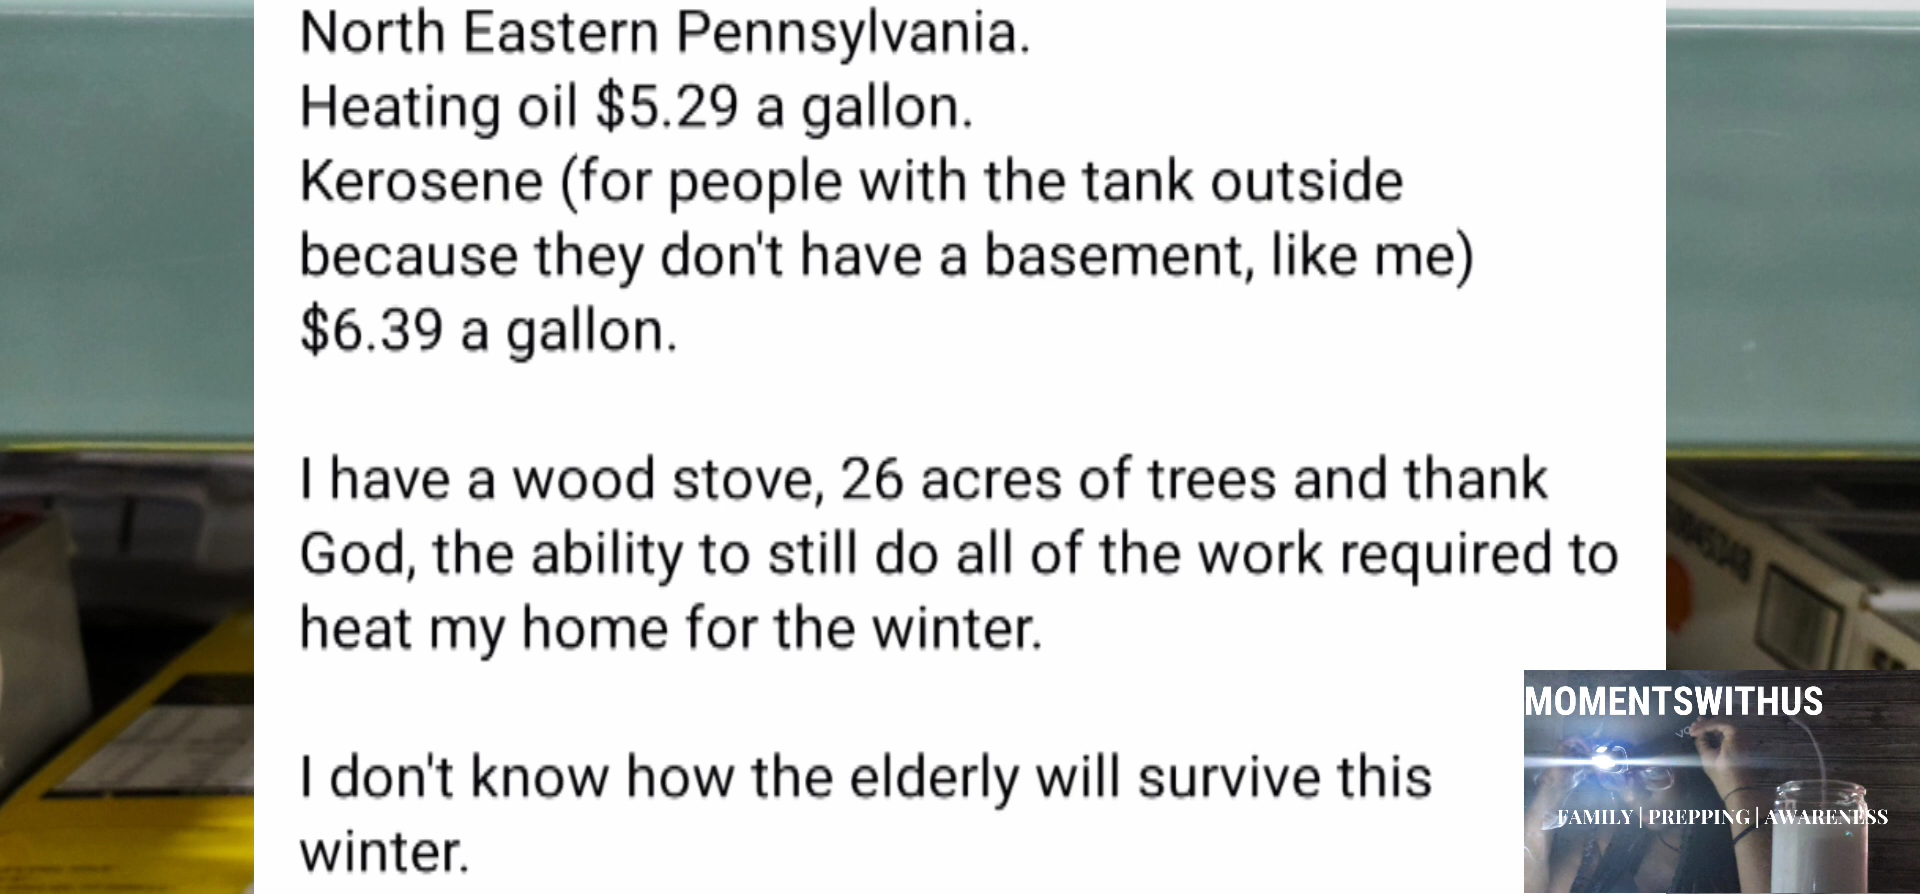 North Eastern Pennsylvania.
Heating oil $5.29 a gallon.
Kerosene (for people with the tank outside
because they don't have a basement, like me)
$6.39 a gallon.
I have a wood stove, 26 acres of trees and thank
God, the ability to still do all of the work required to
heat my home for the winter.
I don't know how the elderly will survive this
winter.
MOMENTSWITHUS
FAMILY | PREPPING | AWARENESS